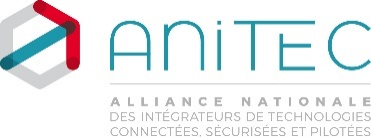 ANITEC
ALLIANCE NATIONALE
DES INTÉGRATEURS DE TECHNOLOGIES
CONNECTÉES, SÉCURISÉES ET PILOTÉES